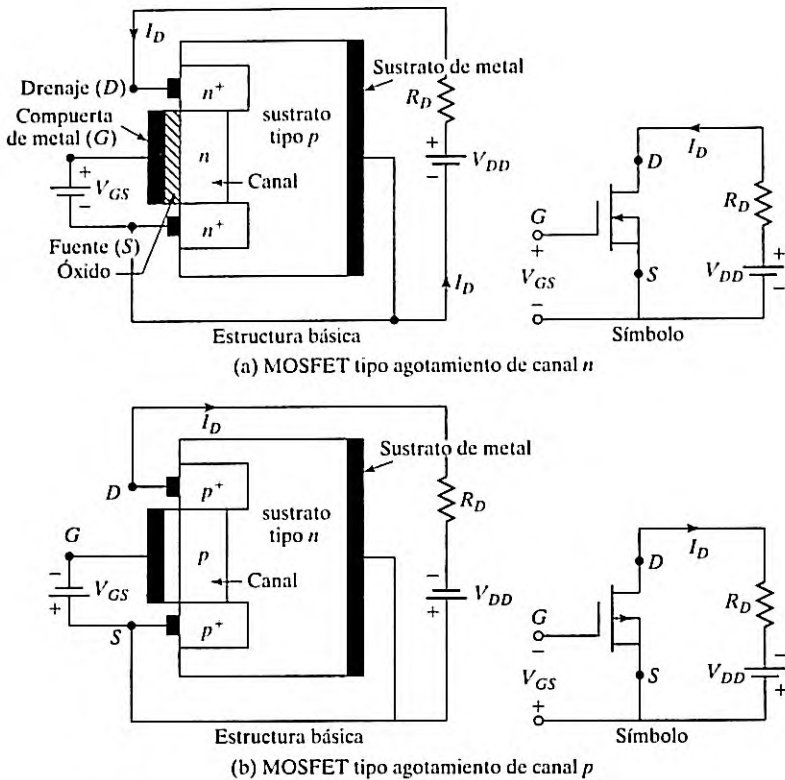 I_D
Drenaje (D)
n+
Sustrato de metal
Compuerta
de metal (G)
sustrato
tipo p
R_D
+
V_DD
−
n
Canal
+
V_GS
−
n+
Fuente (S)
Óxido
I_D
Estructura básica
I_D
D
R_D
G
+
V_GS
−
S
V_DD
+
−
Símbolo
(a) MOSFET tipo agotamiento de canal n
I_D
Sustrato de metal
D
p+
sustrato
tipo n
R_D
G
−
V_GS
+
p
Canal
−
V_DD
+
S
p+
Estructura básica
I_D
D
R_D
G
−
V_GS
+
S
V_DD
−
+
Símbolo
(b) MOSFET tipo agotamiento de canal p